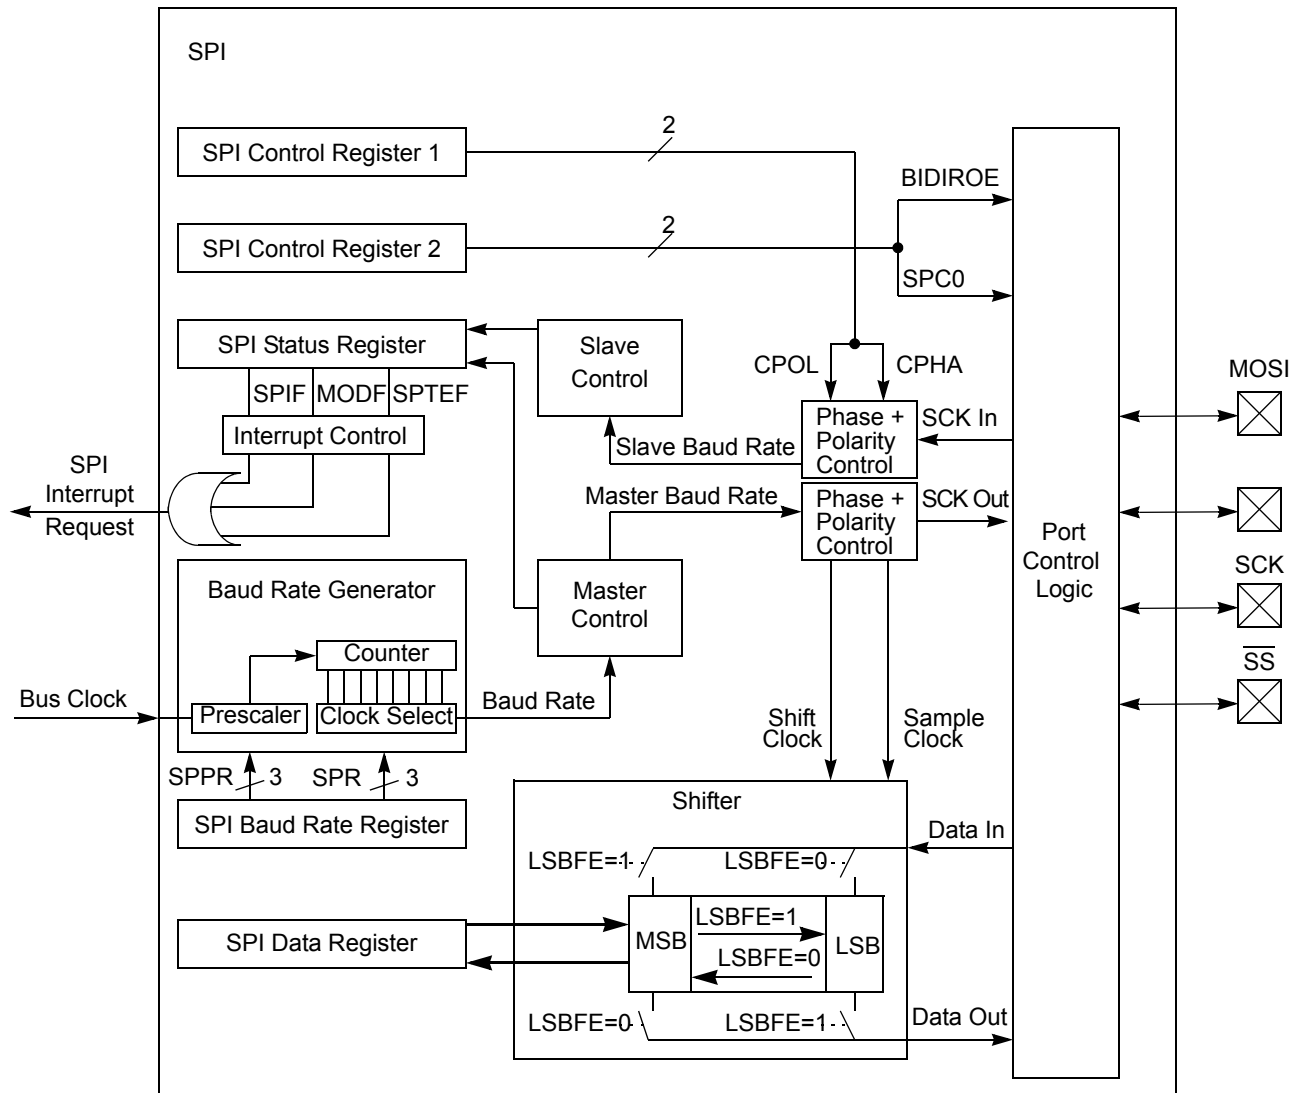 SPI
SPI Control Register 1
2
BIDIROE
SPI Control Register 2
2
SPC0
SPI Status Register
Slave
Control
CPOL
CPHA
SPIF
MODF
SPTEF
Interrupt Control
Phase +
Polarity
Control
SCK In
Slave Baud Rate
SPI
Interrupt
Request
Master Baud Rate
Phase +
Polarity
Control
SCK Out
Port
Control
Logic
MOSI
SCK
SS
Baud Rate Generator
Master
Control
Counter
Bus Clock
Prescaler
Clock Select
Baud Rate
Shift
Clock
Sample
Clock
SPPR
3
SPR
3
SPI Baud Rate Register
Shifter
Data In
LSBFE=1
LSBFE=0
SPI Data Register
MSB
LSBFE=1
LSBFE=0
LSB
LSBFE=0
LSBFE=1
Data Out